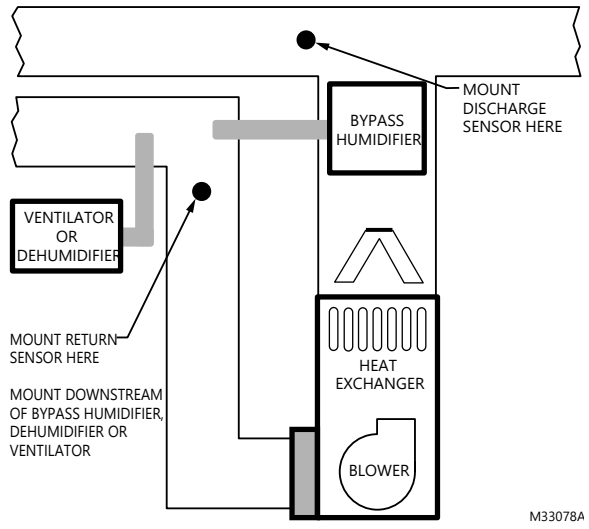 MOUNT
DISCHARGE
SENSOR HERE
BYPASS
HUMIDIFIER
VENTILATOR
OR
DEHUMIDIFIER
MOUNT RETURN
SENSOR HERE
MOUNT DOWNSTREAM
OF BYPASS HUMIDIFIER,
DEHUMIDIFIER OR
VENTILATOR
HEAT
EXCHANGER
BLOWER
M33078A